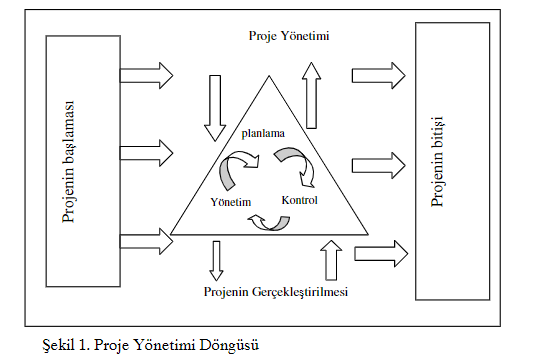 Proje Yönetimi
Projenin başlaması
planlama
Yönetim
Kontrol
Projenin bitişi
Projenin Gerçekleştirilmesi
Şekil 1. Proje Yönetimi Döngüsü